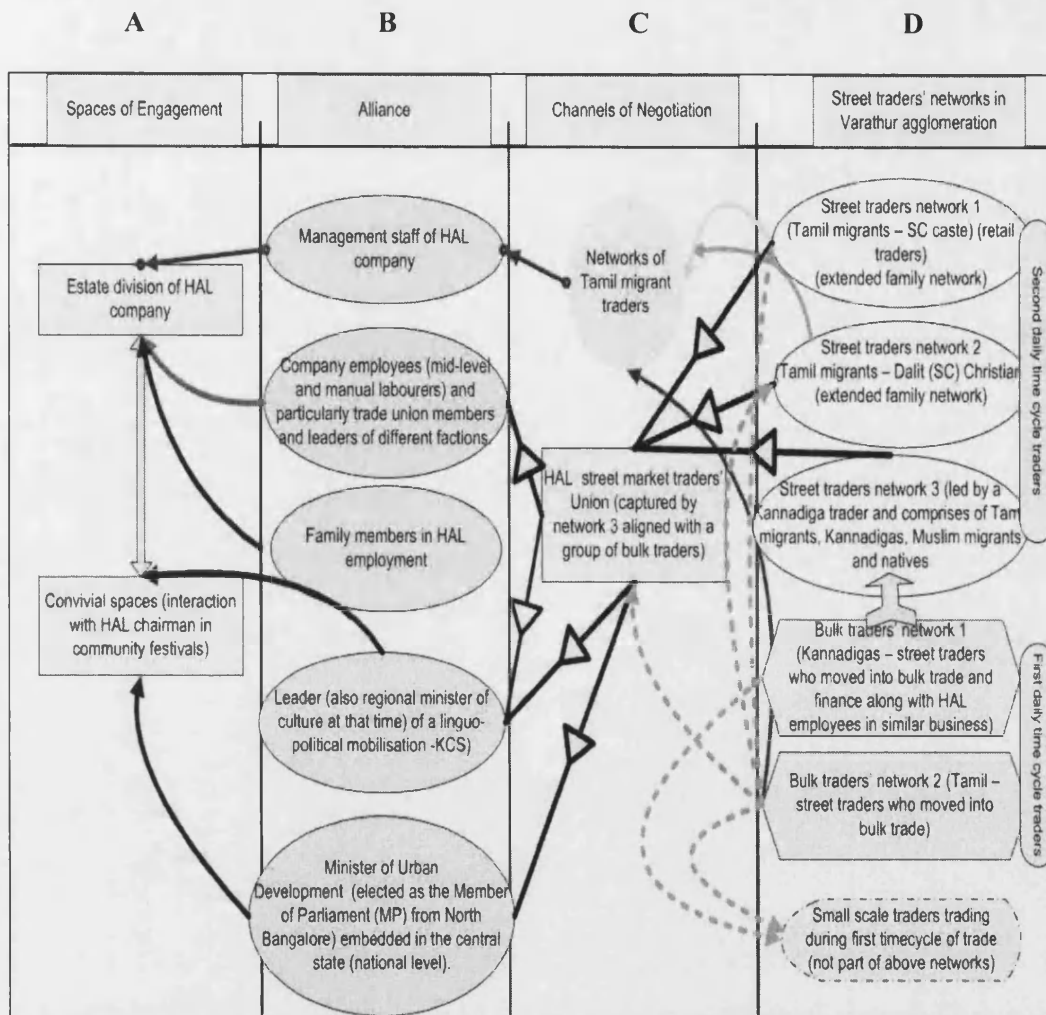 A
B
C
D
Spaces of Engagement
Alliance
Channels of Negotiation
Street traders' networks in
Varathur agglomeration
Estate division of HAL
company
Convivial spaces (interaction
with HAL chairman in
community festivals)
Management staff of HAL
company
Company employees (mid-level
and manual labourers) and
particularly trade union members
and leaders of different factions.
Family members in HAL
employment
Leader (also regional minister of
culture at that time) of a linguo-
political mobilisation -KCS)
Minister of Urban
Development (elected as the Member
of Parliament (MP) from North
Bangalore) embedded in the central
state (national level).
Networks of
Tamil migrant
traders
HAL street market traders'
Union (captured by
network 3 aligned with a
group of bulk traders)
Street traders network 1
(Tamil migrants – SC caste) (retail
traders)
(extended family network)
Street traders network 2
(Tamil migrants – Dalit (SC) Christian
(extended family network)
Street traders network 3 (led by a
Kannadiga trader and comprises of Tam
migrants, Kannadigas, Muslim migrants
and natives
Bulk traders' network 1
(Kannadigas – street traders
who moved into bulk trade and
finance along with HAL
employees in similar business)
Bulk traders' network 2 (Tamil –
street traders who moved into
bulk trade)
Small scale traders trading
during first timecycle of trade
(not part of above networks)
Second daily time cycle traders
First daily time cycle traders